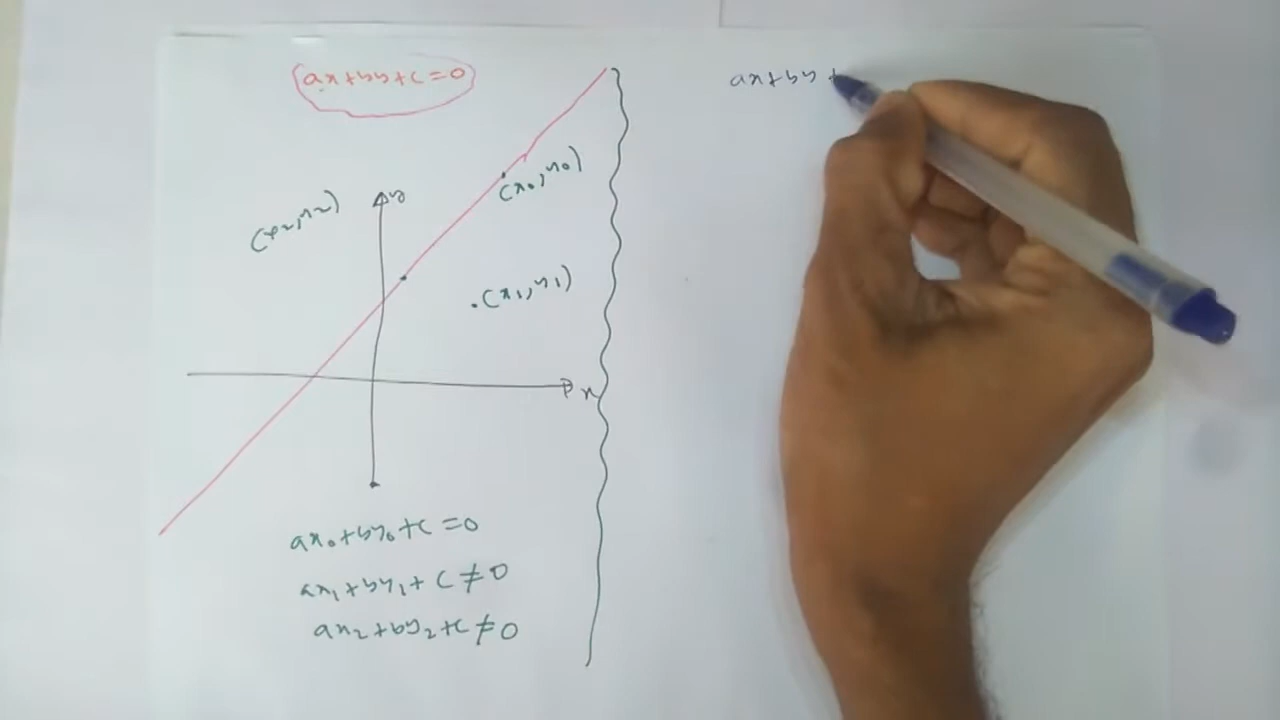 ax+by+c=0
ax+by +
(x₀,y₀)
y
(x₂,y₂)
.(x₁,y₁)
x
ax₀+by₀+c=0
ax₁+by₁+c≠0
ax₂+by₂+c≠0